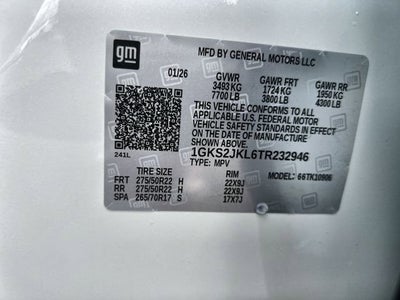 gm
MFD BY GENERAL MOTORS LLC
01/26
GVWR GAWR FRT GAWR RR
3493 KG 1724 KG 1950 KG
7700 LB 3800 LB 4300 LB
THIS VEHICLE CONFORMS TO ALL
APPLICABLE U.S. FEDERAL MOTOR
VEHICLE SAFETY STANDARDS IN
EFFECT ON THE DATE OF
MANUFACTURE SHOWN ABOVE.
1GKS2JKL6TR232946
TYPE: MPV
241L
MODEL: 66TK10906
TIRE SIZE RIM
FRT 275/50R22 H 22X9J
RR 275/50R22 H 22X9J
SPA 265/70R17 S 17X7J